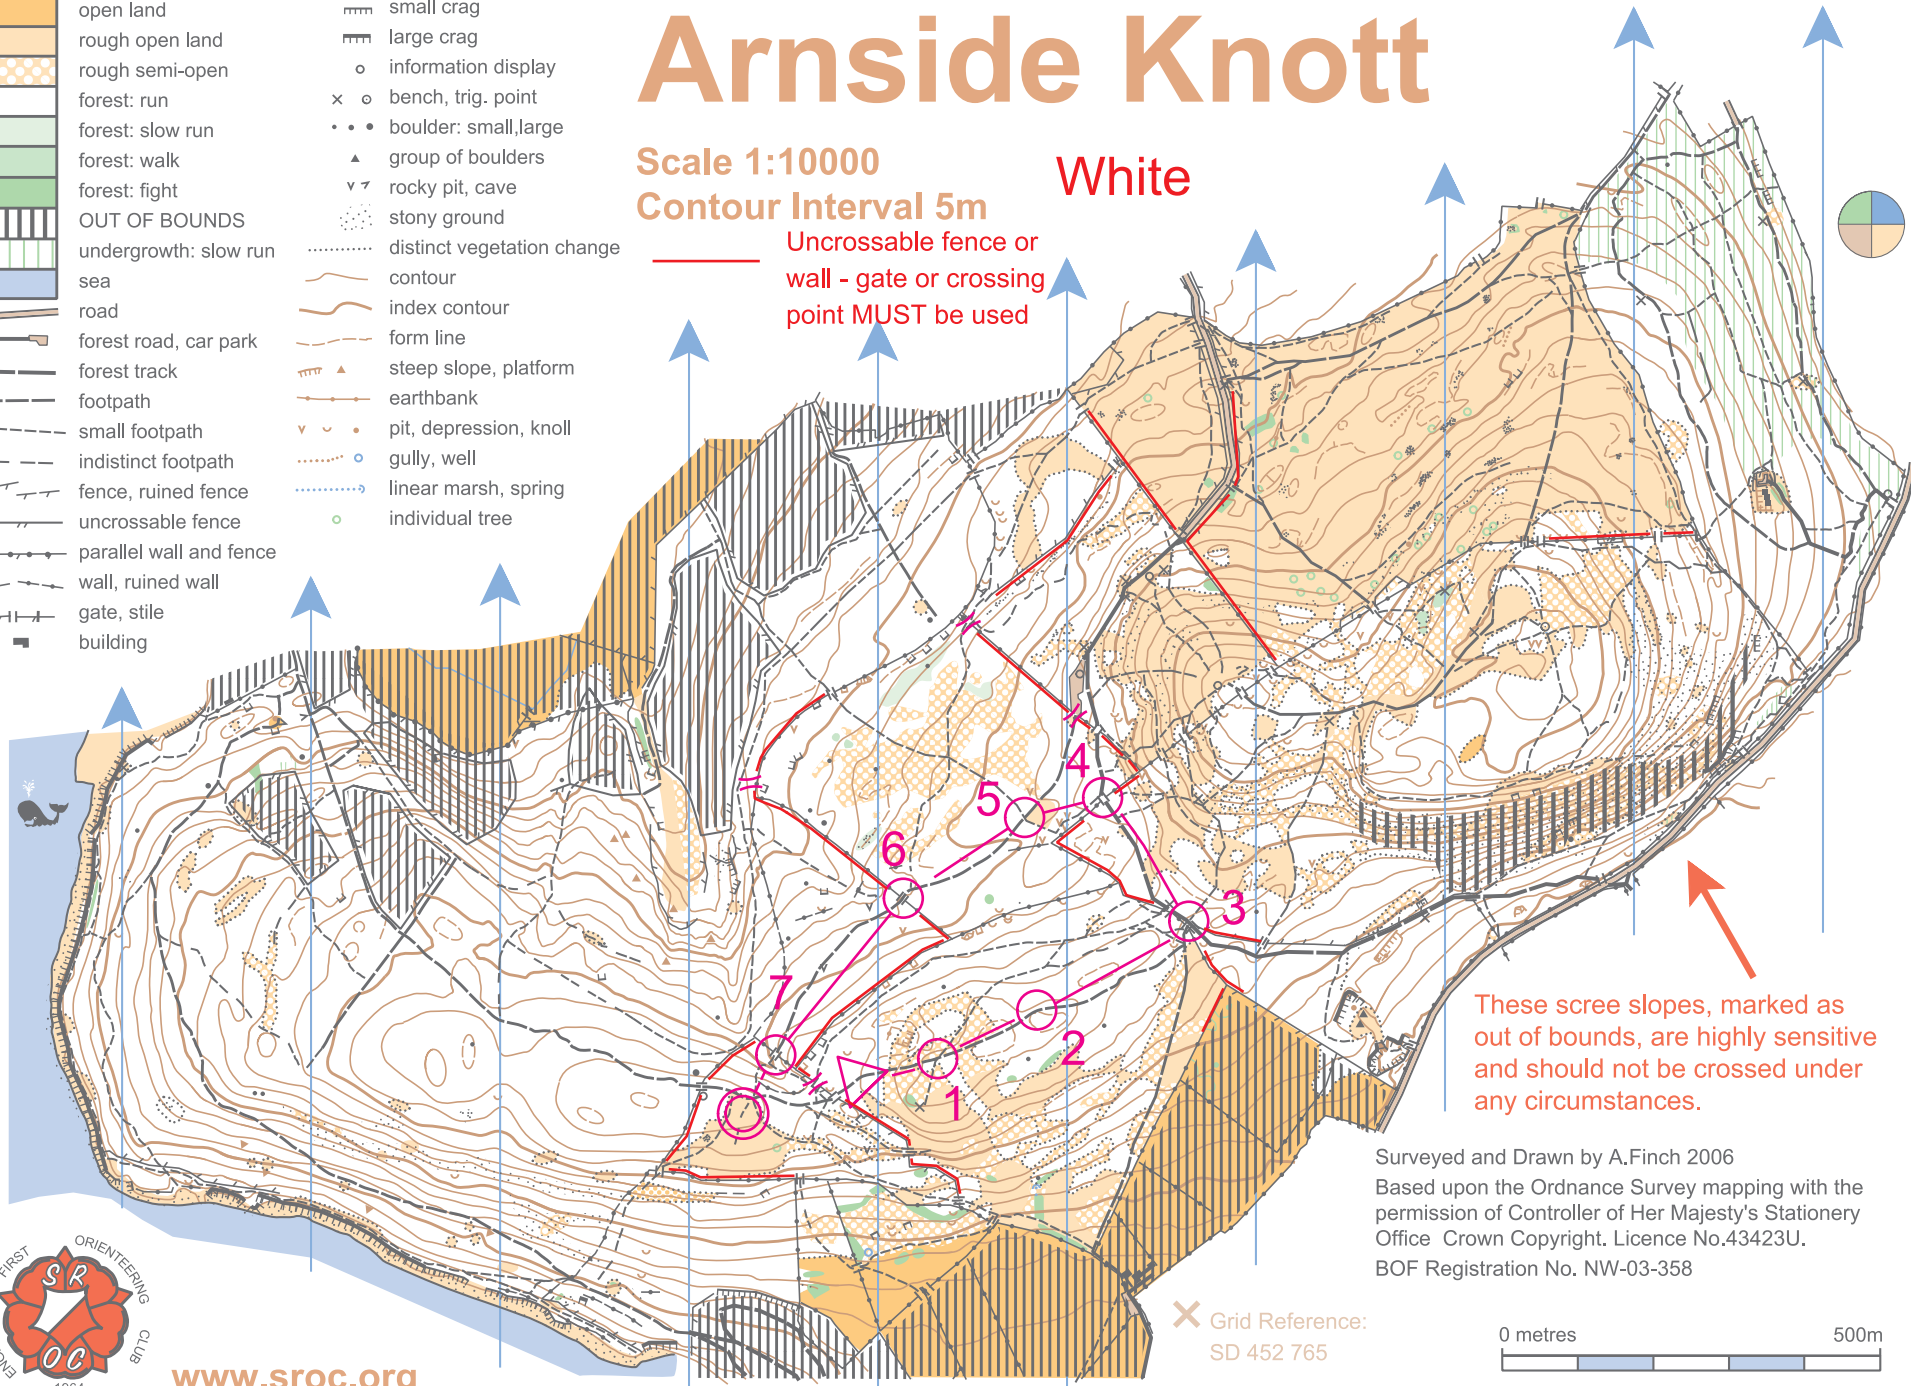 open land
rough open land
rough semi-open
forest: run
forest: slow run
forest: walk
forest: fight
OUT OF BOUNDS
undergrowth: slow run
sea
road
forest road, car park
forest track
footpath
small footpath
indistinct footpath
fence, ruined fence
uncrossable fence
parallel wall and fence
wall, ruined wall
gate, stile
building
small crag
large crag
information display
bench, trig. point
boulder: small,large
group of boulders
rocky pit, cave
stony ground
distinct vegetation change
contour
index contour
form line
steep slope, platform
earthbank
pit, depression, knoll
gully, well
linear marsh, spring
individual tree
Arnside Knott
Scale 1:10000
Contour Interval 5m
White
Uncrossable fence or
wall - gate or crossing
point MUST be used
4
5
6
3
7
2
1
These scree slopes, marked as
out of bounds, are highly sensitive
and should not be crossed under
any circumstances.
Surveyed and Drawn by A.Finch 2006
Based upon the Ordnance Survey mapping with the
permission of Controller of Her Majesty's Stationery
Office Crown Copyright. Licence No.43423U.
BOF Registration No. NW-03-358
Grid Reference:
SD 452 765
0 metres 500m
FIRST ORIENTEERING CLUB
SR
OC
www.sroc.org